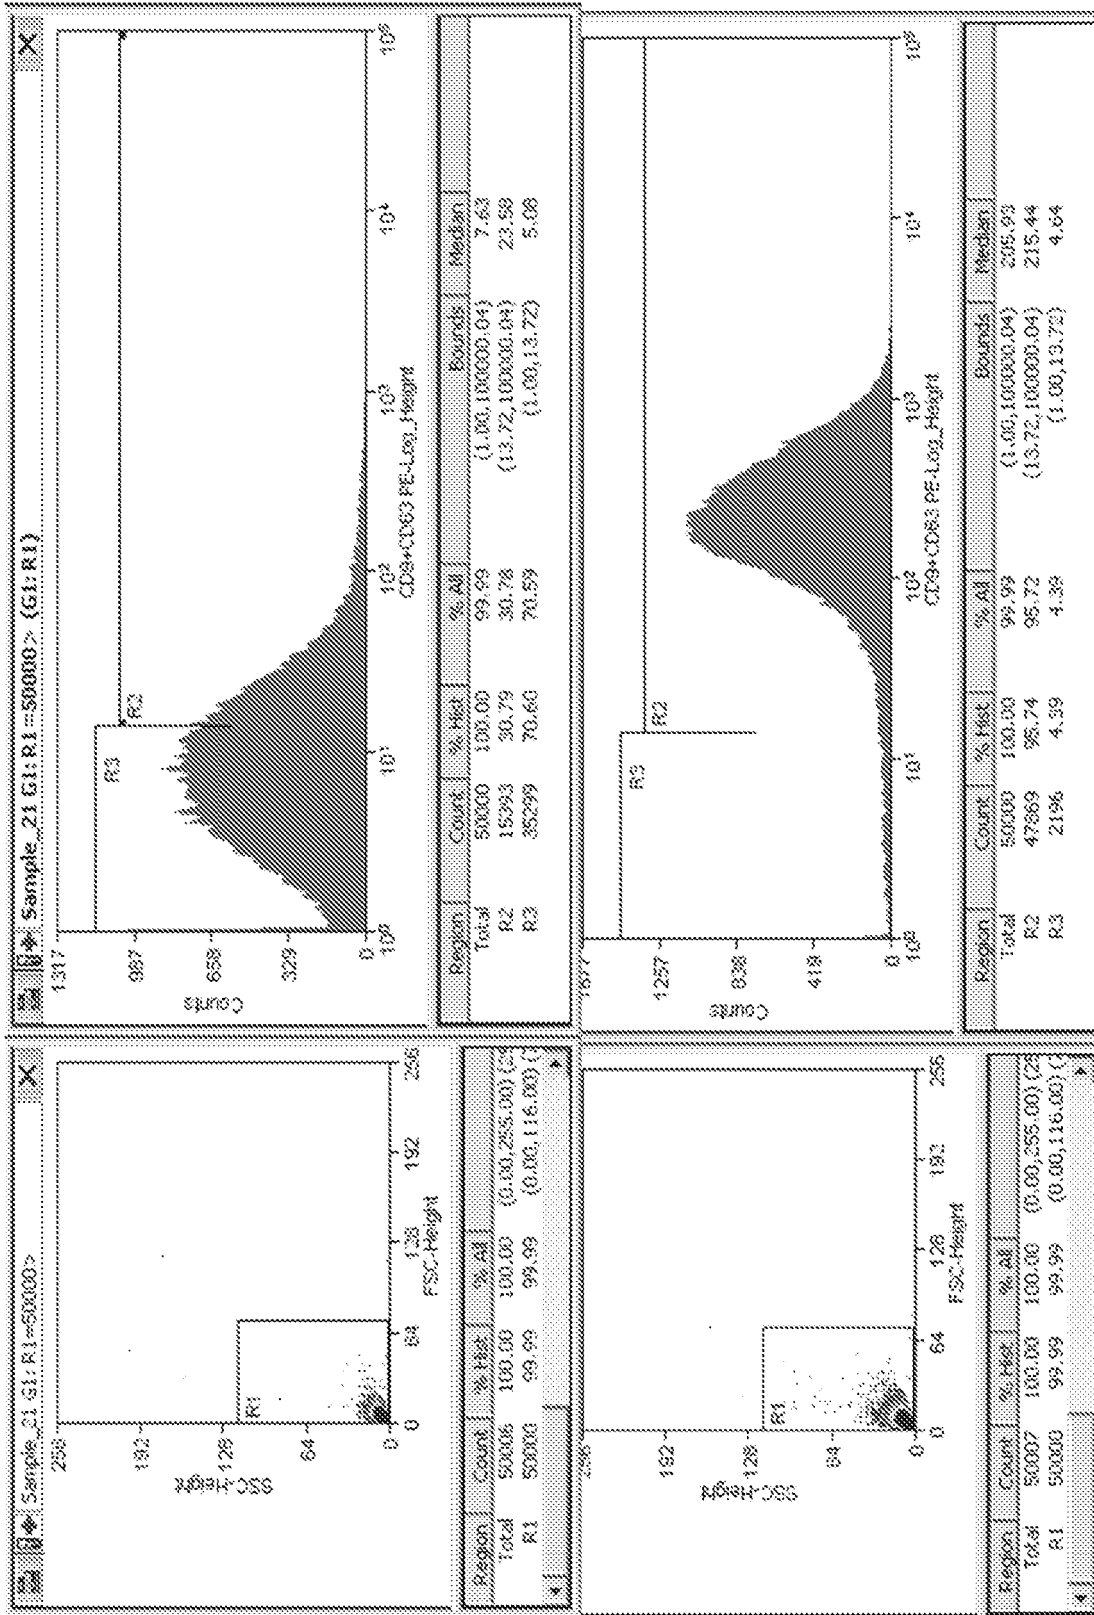 Sample_21 G1: R1=50000>
256
192
128
64
0
SSC-Height
R1
0
64
128
192
256
FSC-Height
Region Count % Hist % All
Total 50006 100.00 100.00 (0.00,255.00) (25
R1 50000 99.99 99.99 (0.00,116.00) (
Sample_21 G1: R1=50000> (G1: R1)
1317
987
658
329
0
Counts
R3
R2
10⁰
10¹
10²
10³
10⁴
10⁵
CD9+CD63 PE-Log_Height
Region Count % Hist % All Bounds Median
Total 50000 100.00 99.99 (1.00,100000.04) 7.63
R2 15393 30.79 30.78 (13.72,100000.04) 23.58
R3 35299 70.60 70.59 (1.00,13.72) 5.08
192
128
64
0
SSC-Height
R1
0
64
128
192
256
FSC-Height
Region Count % Hist % All
Total 50007 100.00 100.00 (0.00,255.00) (25
R1 50000 99.99 99.99 (0.00,116.00) (
1257
838
419
0
Counts
R3
R2
10⁰
10¹
10²
10³
10⁴
10⁵
CD9+CD63 PE-Log_Height
Region Count % Hist % All Bounds Median
Total 50000 100.00 99.99 (1.00,100000.04)
R2 47869 95.74 95.72 (13.72,100000.04) 215.44
R3 2196 4.39 4.39 (1.00,13.72) 4.64